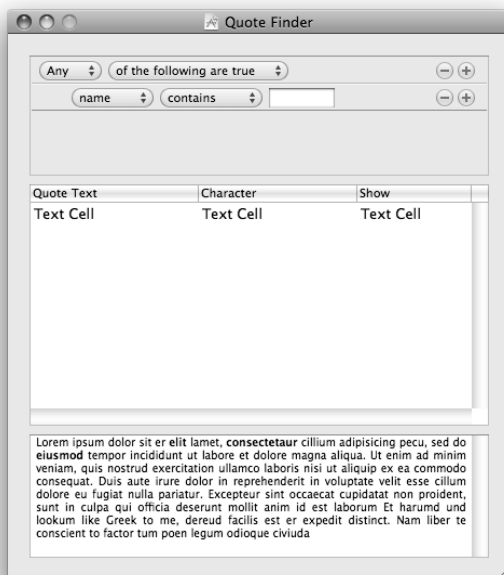 Quote Finder
Any of the following are true
name contains
Quote Text Character Show
Text Cell Text Cell Text Cell
Lorem ipsum dolor sit er elit lamet, consectetaur cillium adipisicing pecu, sed do
eiusmod tempor incididunt ut labore et dolore magna aliqua. Ut enim ad minim
veniam, quis nostrud exercitation ullamco laboris nisi ut aliquip ex ea commodo
consequat. Duis aute irure dolor in reprehenderit in voluptate velit esse cillum
dolore eu fugiat nulla pariatur. Excepteur sint occaecat cupidatat non proident,
sunt in culpa qui officia deserunt mollit anim id est laborum Et harumd und
lookum like Greek to me, dereud facilis est er expedit distinct. Nam liber te
conscient to factor tum poen legum odioque civiuda